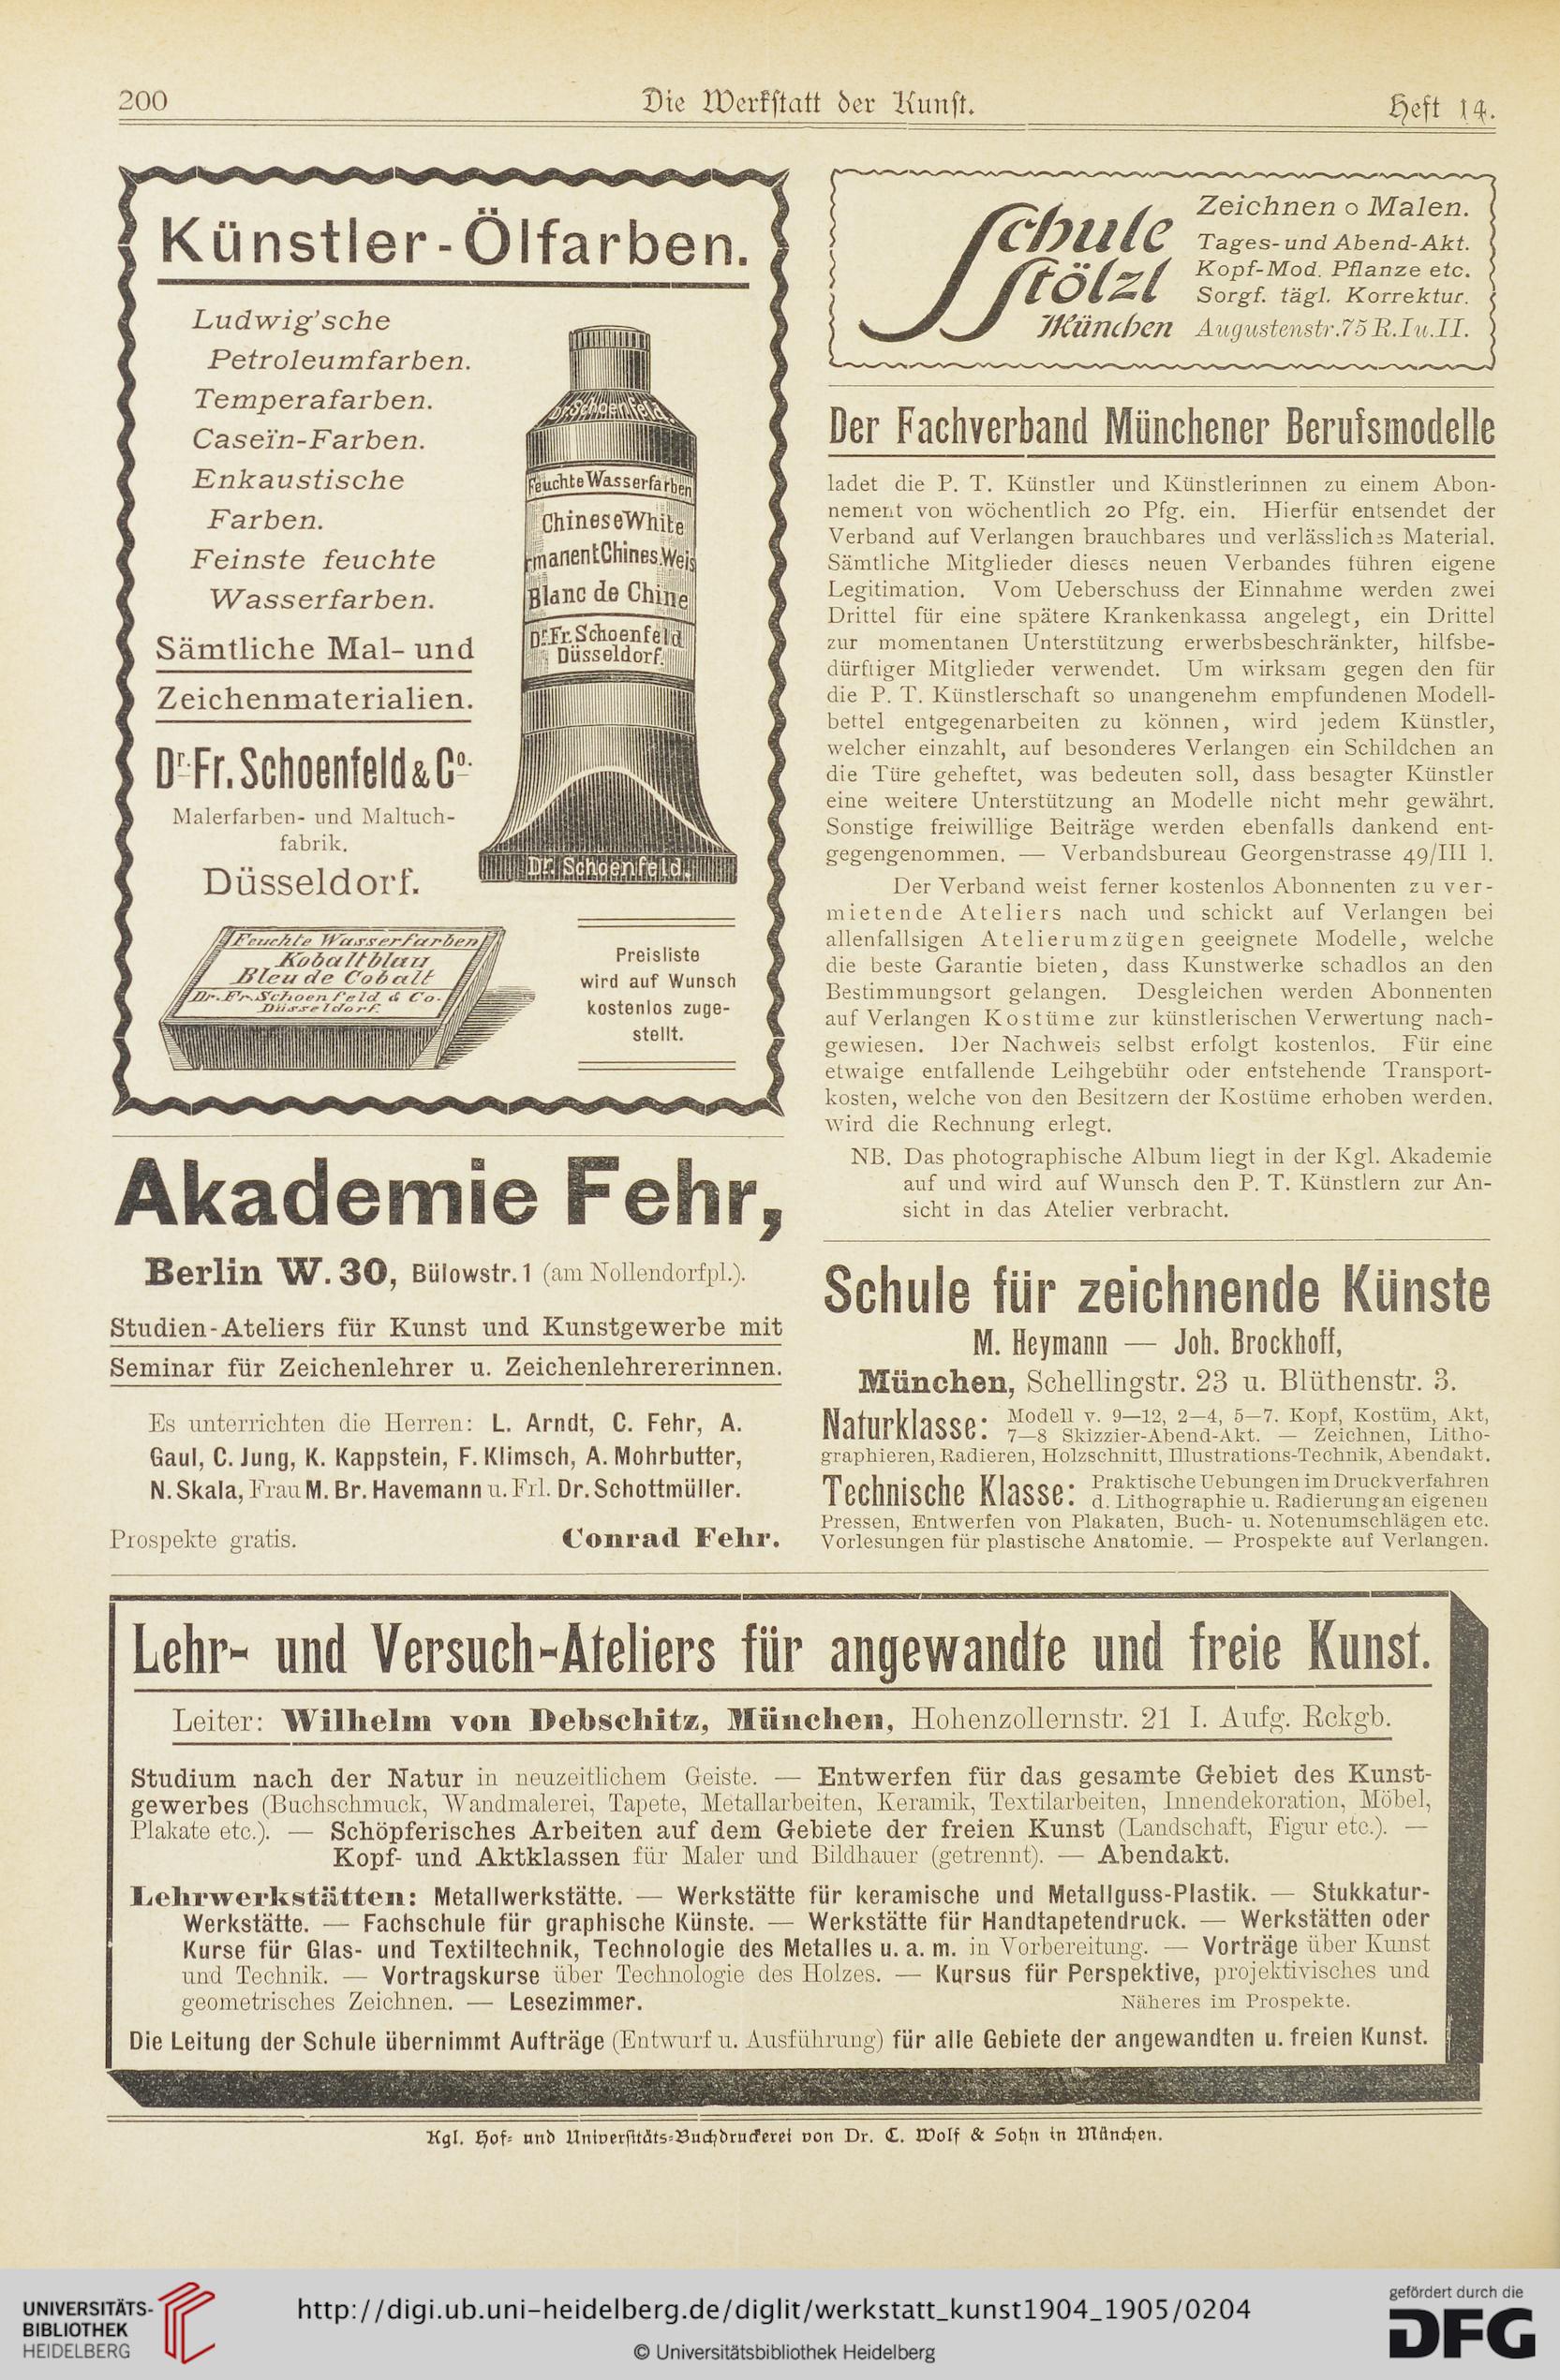 200
Die Werkstatt der Kunst.
Heft 14.
Künstler-Ölfarben.
Ludwig'sche
Petroleumfarben.
Temperafarben.
Caseïn-Farben.
Enkaustische
Farben.
Feinste feuchte
Wasserfarben.
Sämtliche Mal- und
Zeichenmaterialien.
Dr. Fr. Schoenfeld & Co.
Malerfarben- und Maltuch-
fabrik.
Düsseldorf.
Dr. Schoenfeld
Feuchte Wasserfarben
Chinese White
rmanent Chines. Weis
Blanc de Chine
Dr. Fr. Schoenfeld
Düsseldorf.
Dr. Schoenfeld.
Feuchte Wasserfarben
Kobaltblau
Bleu de Cobalt
Dr. Fr. Schoenfeld & Co.
Düsseldorf.
Preisliste
wird auf Wunsch
kostenlos zuge-
stellt.
Akademie Fehr,
Berlin W. 30, Bülowstr. 1 (am Nollendorfpl.).
Studien-Ateliers für Kunst und Kunstgewerbe mit
Seminar für Zeichenlehrer u. Zeichenlehrererinnen.
Es unterrichten die Herren: L. Arndt, C. Fehr, A.
Gaul, C. Jung, K. Kappstein, F. Klimsch, A. Mohrbutter,
N. Skala, Frau M. Br. Havemann u. Frl. Dr. Schottmüller.
Prospekte gratis. Conrad Fehr.
Schule
Stölzl
München
Zeichnen o Malen.
Tages- und Abend-Akt.
Kopf-Mod. Pflanze etc.
Sorgf. tägl. Korrektur.
Augustenstr. 75 R. I u. II.
Der Fachverband Münchener Berufsmodelle
ladet die P. T. Künstler und Künstlerinnen zu einem Abon-
nement von wöchentlich 20 Pfg. ein. Hierfür entsendet der
Verband auf Verlangen brauchbares und verlässliches Material.
Sämtliche Mitglieder dieses neuen Verbandes führen eigene
Legitimation. Vom Ueberschuss der Einnahme werden zwei
Drittel für eine spätere Krankenkassa angelegt, ein Drittel
zur momentanen Unterstützung erwerbsbeschränkter, hilfsbe-
dürftiger Mitglieder verwendet. Um wirksam gegen den für
die P. T. Künstlerschaft so unangenehm empfundenen Modell-
bettel entgegenarbeiten zu können, wird jedem Künstler,
welcher einzahlt, auf besonderes Verlangen ein Schildchen an
die Türe geheftet, was bedeuten soll, dass besagter Künstler
eine weitere Unterstützung an Modelle nicht mehr gewährt.
Sonstige freiwillige Beiträge werden ebenfalls dankend ent-
gegengenommen. — Verbandsbureau Georgenstrasse 49/III l.
Der Verband weist ferner kostenlos Abonnenten zu ver-
mietende Ateliers nach und schickt auf Verlangen bei
allenfallsigen Atelierumzügen geeignete Modelle, welche
die beste Garantie bieten, dass Kunstwerke schadlos an den
Bestimmungsort gelangen. Desgleichen werden Abonnenten
auf Verlangen Kostüme zur künstlerischen Verwertung nach-
gewiesen. Der Nachweis selbst erfolgt kostenlos. Für eine
etwaige entfallende Leihgebühr oder entstehende Transport-
kosten, welche von den Besitzern der Kostüme erhoben werden,
wird die Rechnung erlegt.
NB. Das photographische Album liegt in der Kgl. Akademie
auf und wird auf Wunsch den P. T. Künstlern zur An-
sicht in das Atelier verbracht.
Schule für zeichnende Künste
M. Heymann — Joh. Brockhoff,
München, Schellingstr. 23 u. Blüthenstr. 3.
Naturklasse: Modell v. 9—12, 2—4, 5—7. Kopf, Kostüm, Akt,
7—8 Skizzier-Abend-Akt. — Zeichnen, Litho-
graphieren, Radieren, Holzschnitt, Illustrations-Technik, Abendakt.
Technische Klasse: Praktische Uebungen im Druckverfahren
d. Lithographie u. Radierung an eigenen
Pressen, Entwerfen von Plakaten, Buch- u. Notenumschlägen etc.
Vorlesungen für plastische Anatomie. — Prospekte auf Verlangen.
Lehr- und Versuch-Ateliers für angewandte und freie Kunst.
Leiter: Wilhelm von Debschitz, München, Hohenzollernstr. 21 I. Aufg. Rckgb.
Studium nach der Natur in neuzeitlichem Geiste. — Entwerfen für das gesamte Gebiet des Kunst-
gewerbes (Buchschmuck, Wandmalerei, Tapete, Metallarbeiten, Keramik, Textilarbeiten, Innendekoration, Möbel,
Plakate etc.). — Schöpferisches Arbeiten auf dem Gebiete der freien Kunst (Landschaft, Figur etc.). —
Kopf- und Aktklassen für Maler und Bildhauer (getrennt). — Abendakt.
Lehrwerkstätten: Metallwerkstätte. — Werkstätte für keramische und Metallguss-Plastik. — Stukkatur-
Werkstätte. — Fachschule für graphische Künste. — Werkstätte für Handtapetendruck. — Werkstätten oder
Kurse für Glas- und Textiltechnik, Technologie des Metalles u. a. m. in Vorbereitung. — Vorträge über Kunst
und Technik. — Vortragskurse über Technologie des Holzes. — Kursus für Perspektive, projektivisches und
geometrisches Zeichnen. — Lesezimmer. Näheres im Prospekte.
Die Leitung der Schule übernimmt Aufträge (Entwurf u. Ausführung) für alle Gebiete der angewandten u. freien Kunst.
Kgl. Hof- und Universitäts-Buchdruckerei von Dr. C. Wolf & Sohn in München.
UNIVERSITÄTS-
BIBLIOTHEK
HEIDELBERG
http://digi.ub.uni-heidelberg.de/diglit/werkstatt_kunst1904_1905/0204
© Universitätsbibliothek Heidelberg
gefördert durch die
DFG